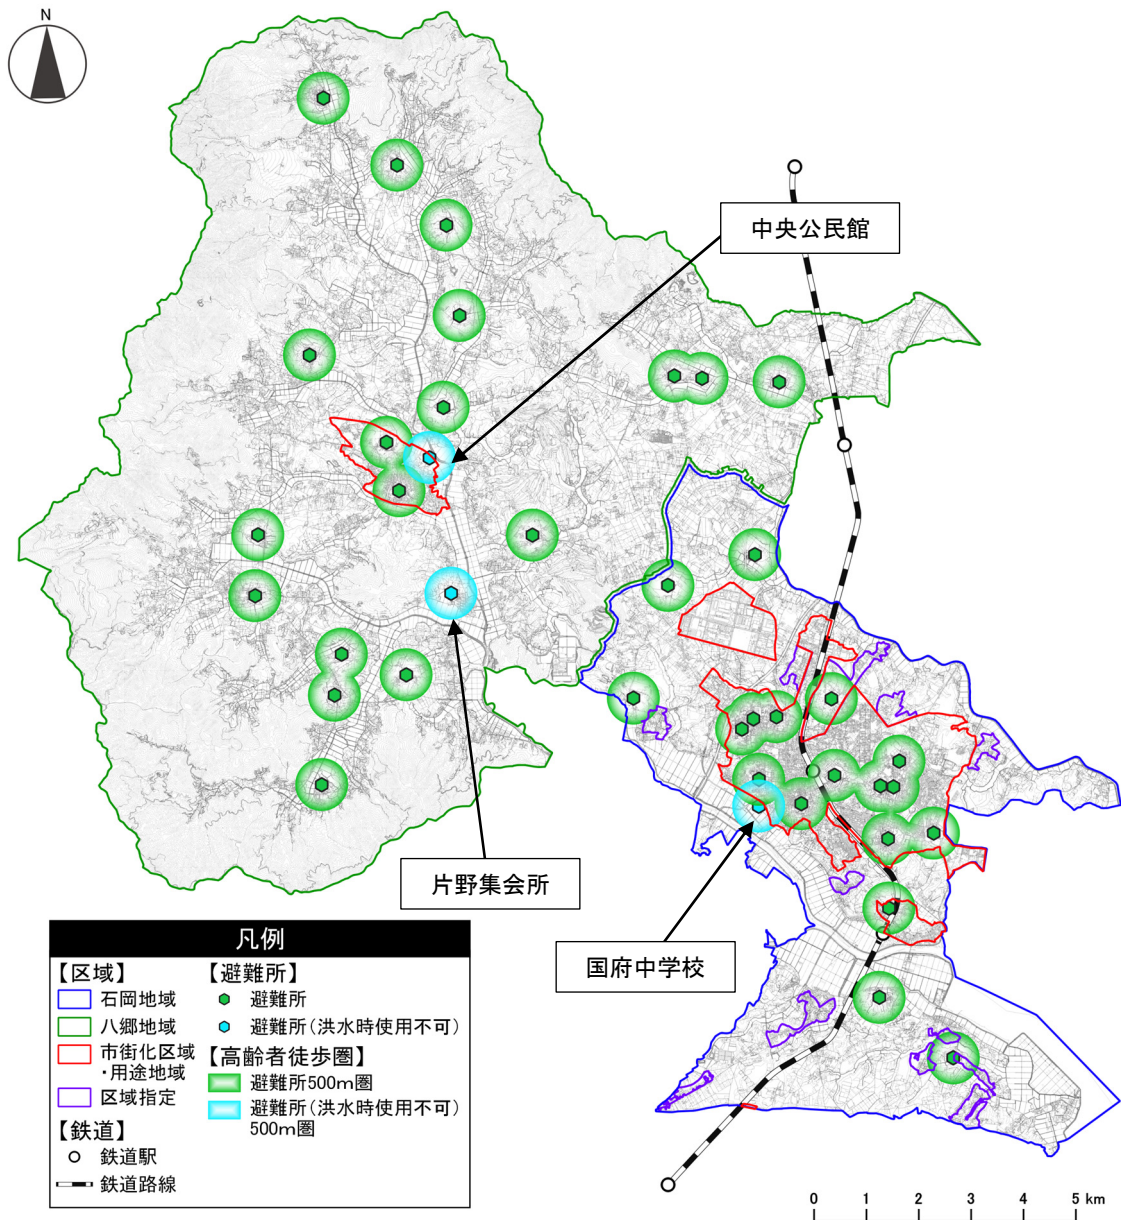 N
中央公民館
片野集会所
国府中学校
凡例
【区域】
石岡地域
八郷地域
市街化区域
・用途地域
区域指定
【鉄道】
鉄道駅
鉄道路線
【避難所】
避難所
避難所(洪水時使用不可)
【高齢者徒歩圏】
避難所500m圏
避難所(洪水時使用不可)
500m圏
0 1 2 3 4 5 km